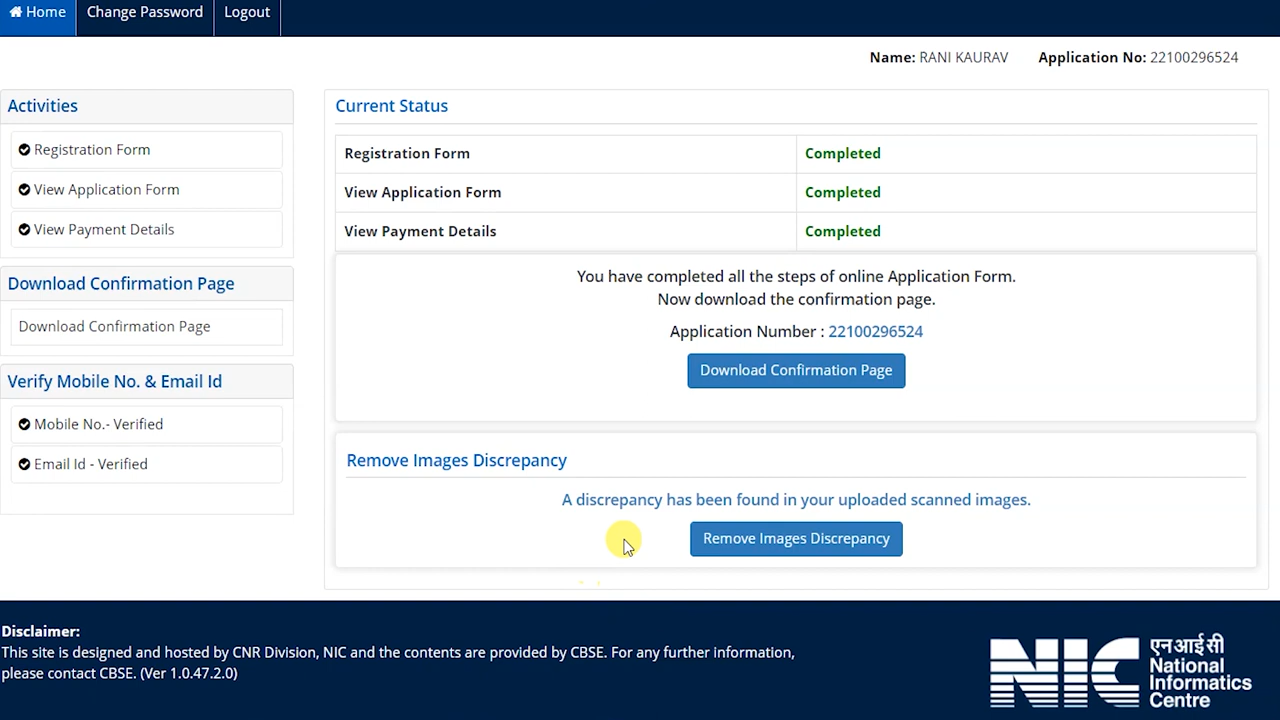 Home
Change Password
Logout
Name: RANI KAURAV
Application No: 22100296524
Activities
Registration Form
View Application Form
View Payment Details
Download Confirmation Page
Download Confirmation Page
Verify Mobile No. & Email Id
Mobile No.- Verified
Email Id - Verified
Current Status
Registration Form Completed
View Application Form Completed
View Payment Details Completed
You have completed all the steps of online Application Form.
Now download the confirmation page.
Application Number : 22100296524
Download Confirmation Page
Remove Images Discrepancy
A discrepancy has been found in your uploaded scanned images.
Remove Images Discrepancy
Disclaimer:
This site is designed and hosted by CNR Division, NIC and the contents are provided by CBSE. For any further information,
please contact CBSE. (Ver 1.0.47.2.0)
NIC
एन आई सी
National
Informatics
Centre